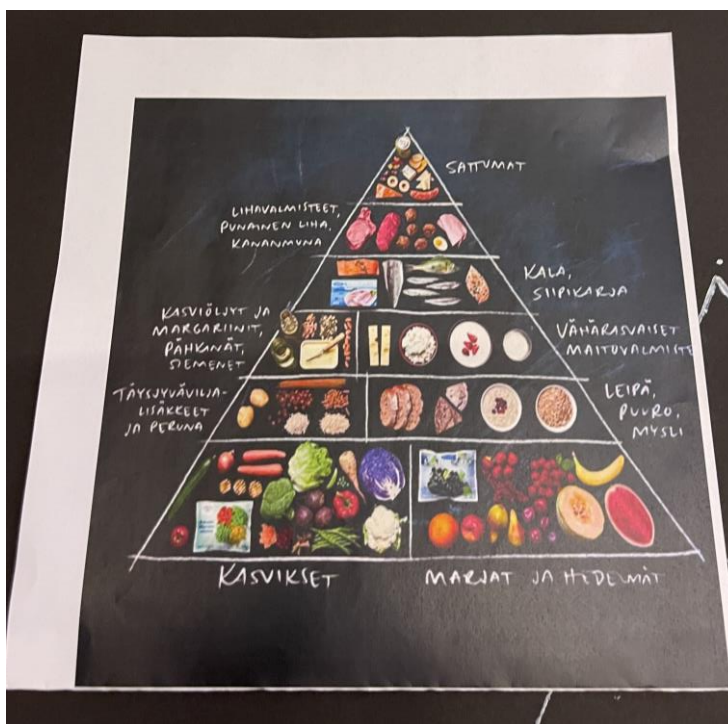 SATTUMAT
LIHAVALMISTEET,
PUNAINEN LIHA,
KANANMUNA
KALA,
SIIPIKARJA
KASVIÖLJYT JA
MARGARIINIT,
PÄHKINÄT,
SIEMENET
VÄHÄRASVAISET
MAITOVALMISTE
TÄYSJYVÄVILJA-
LISÄKKEET
JA PERUNA
LEIPÄ,
PUURO,
MYSLI
KASVIKSET
MARJAT JA HEDELMÄT